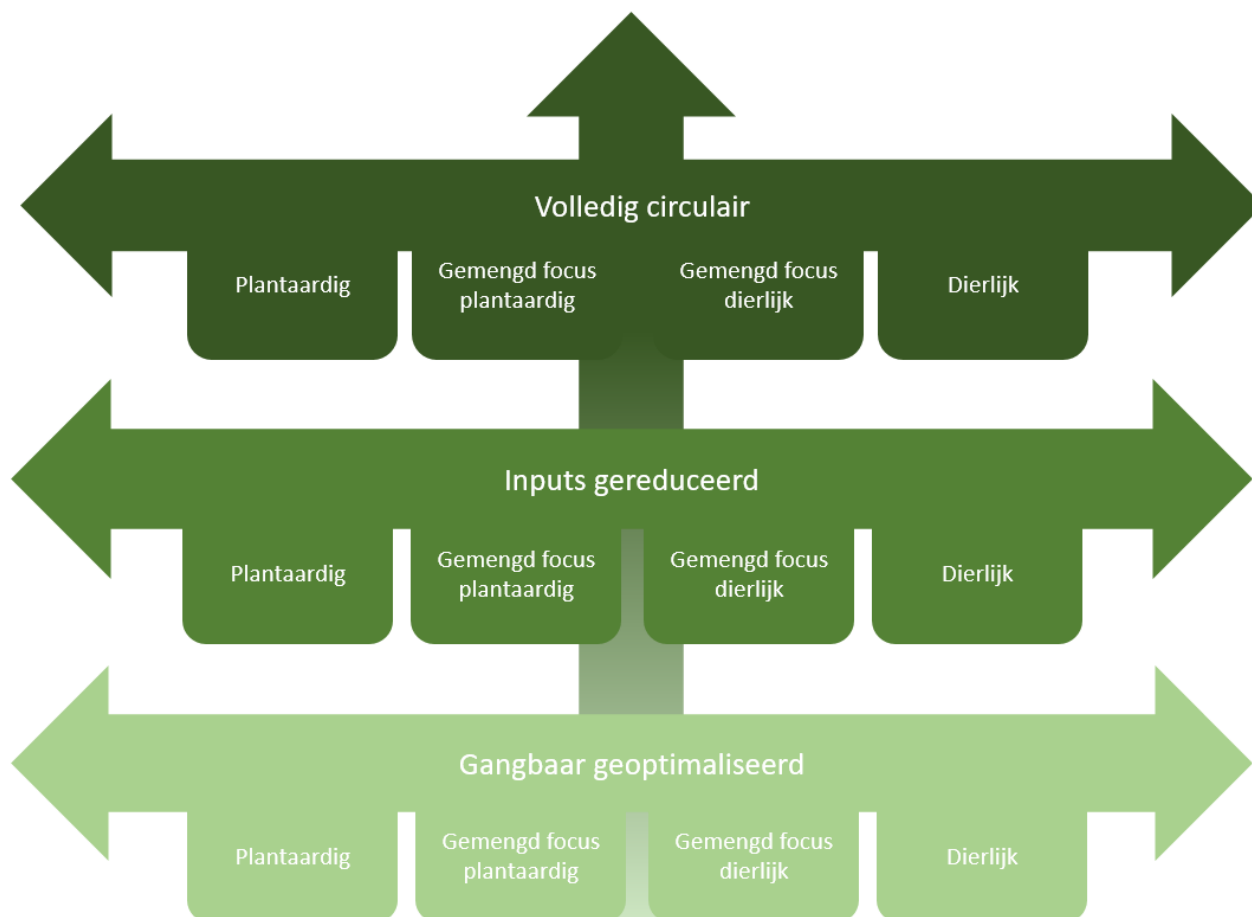 Volledig circulair
Plantaardig
Gemengd focus
plantaardig
Gemengd focus
dierlijk
Dierlijk
Inputs gereduceerd
Plantaardig
Gemengd focus
plantaardig
Gemengd focus
dierlijk
Dierlijk
Gangbaar geoptimaliseerd
Plantaardig
Gemengd focus
plantaardig
Gemengd focus
dierlijk
Dierlijk